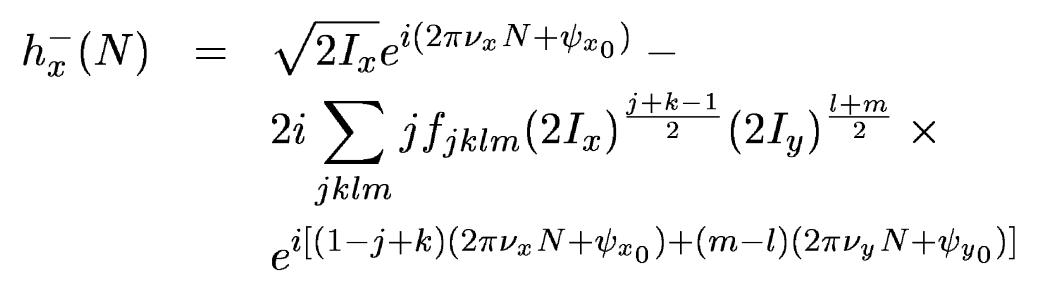 h_x^-(N) = \sqrt{2I_x}e^{i(2\pi\nu_x N+\psi_{x_0})} -
2i \sum_{jklm} jf_{jklm}(2I_x)^{\frac{j+k-1}{2}}(2I_y)^{\frac{l+m}{2}} \times
e^{i[(1-j+k)(2\pi\nu_x N+\psi_{x_0})+(m-l)(2\pi\nu_y N+\psi_{y_0})]}